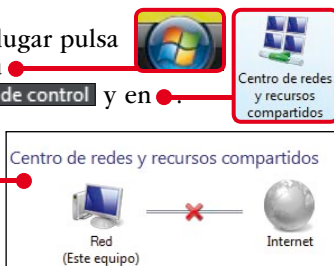 lugar pulsa
de control y en .
Centro de redes
y recursos
compartidos
Centro de redes y recursos compartidos
Red
(Este equipo)
Internet